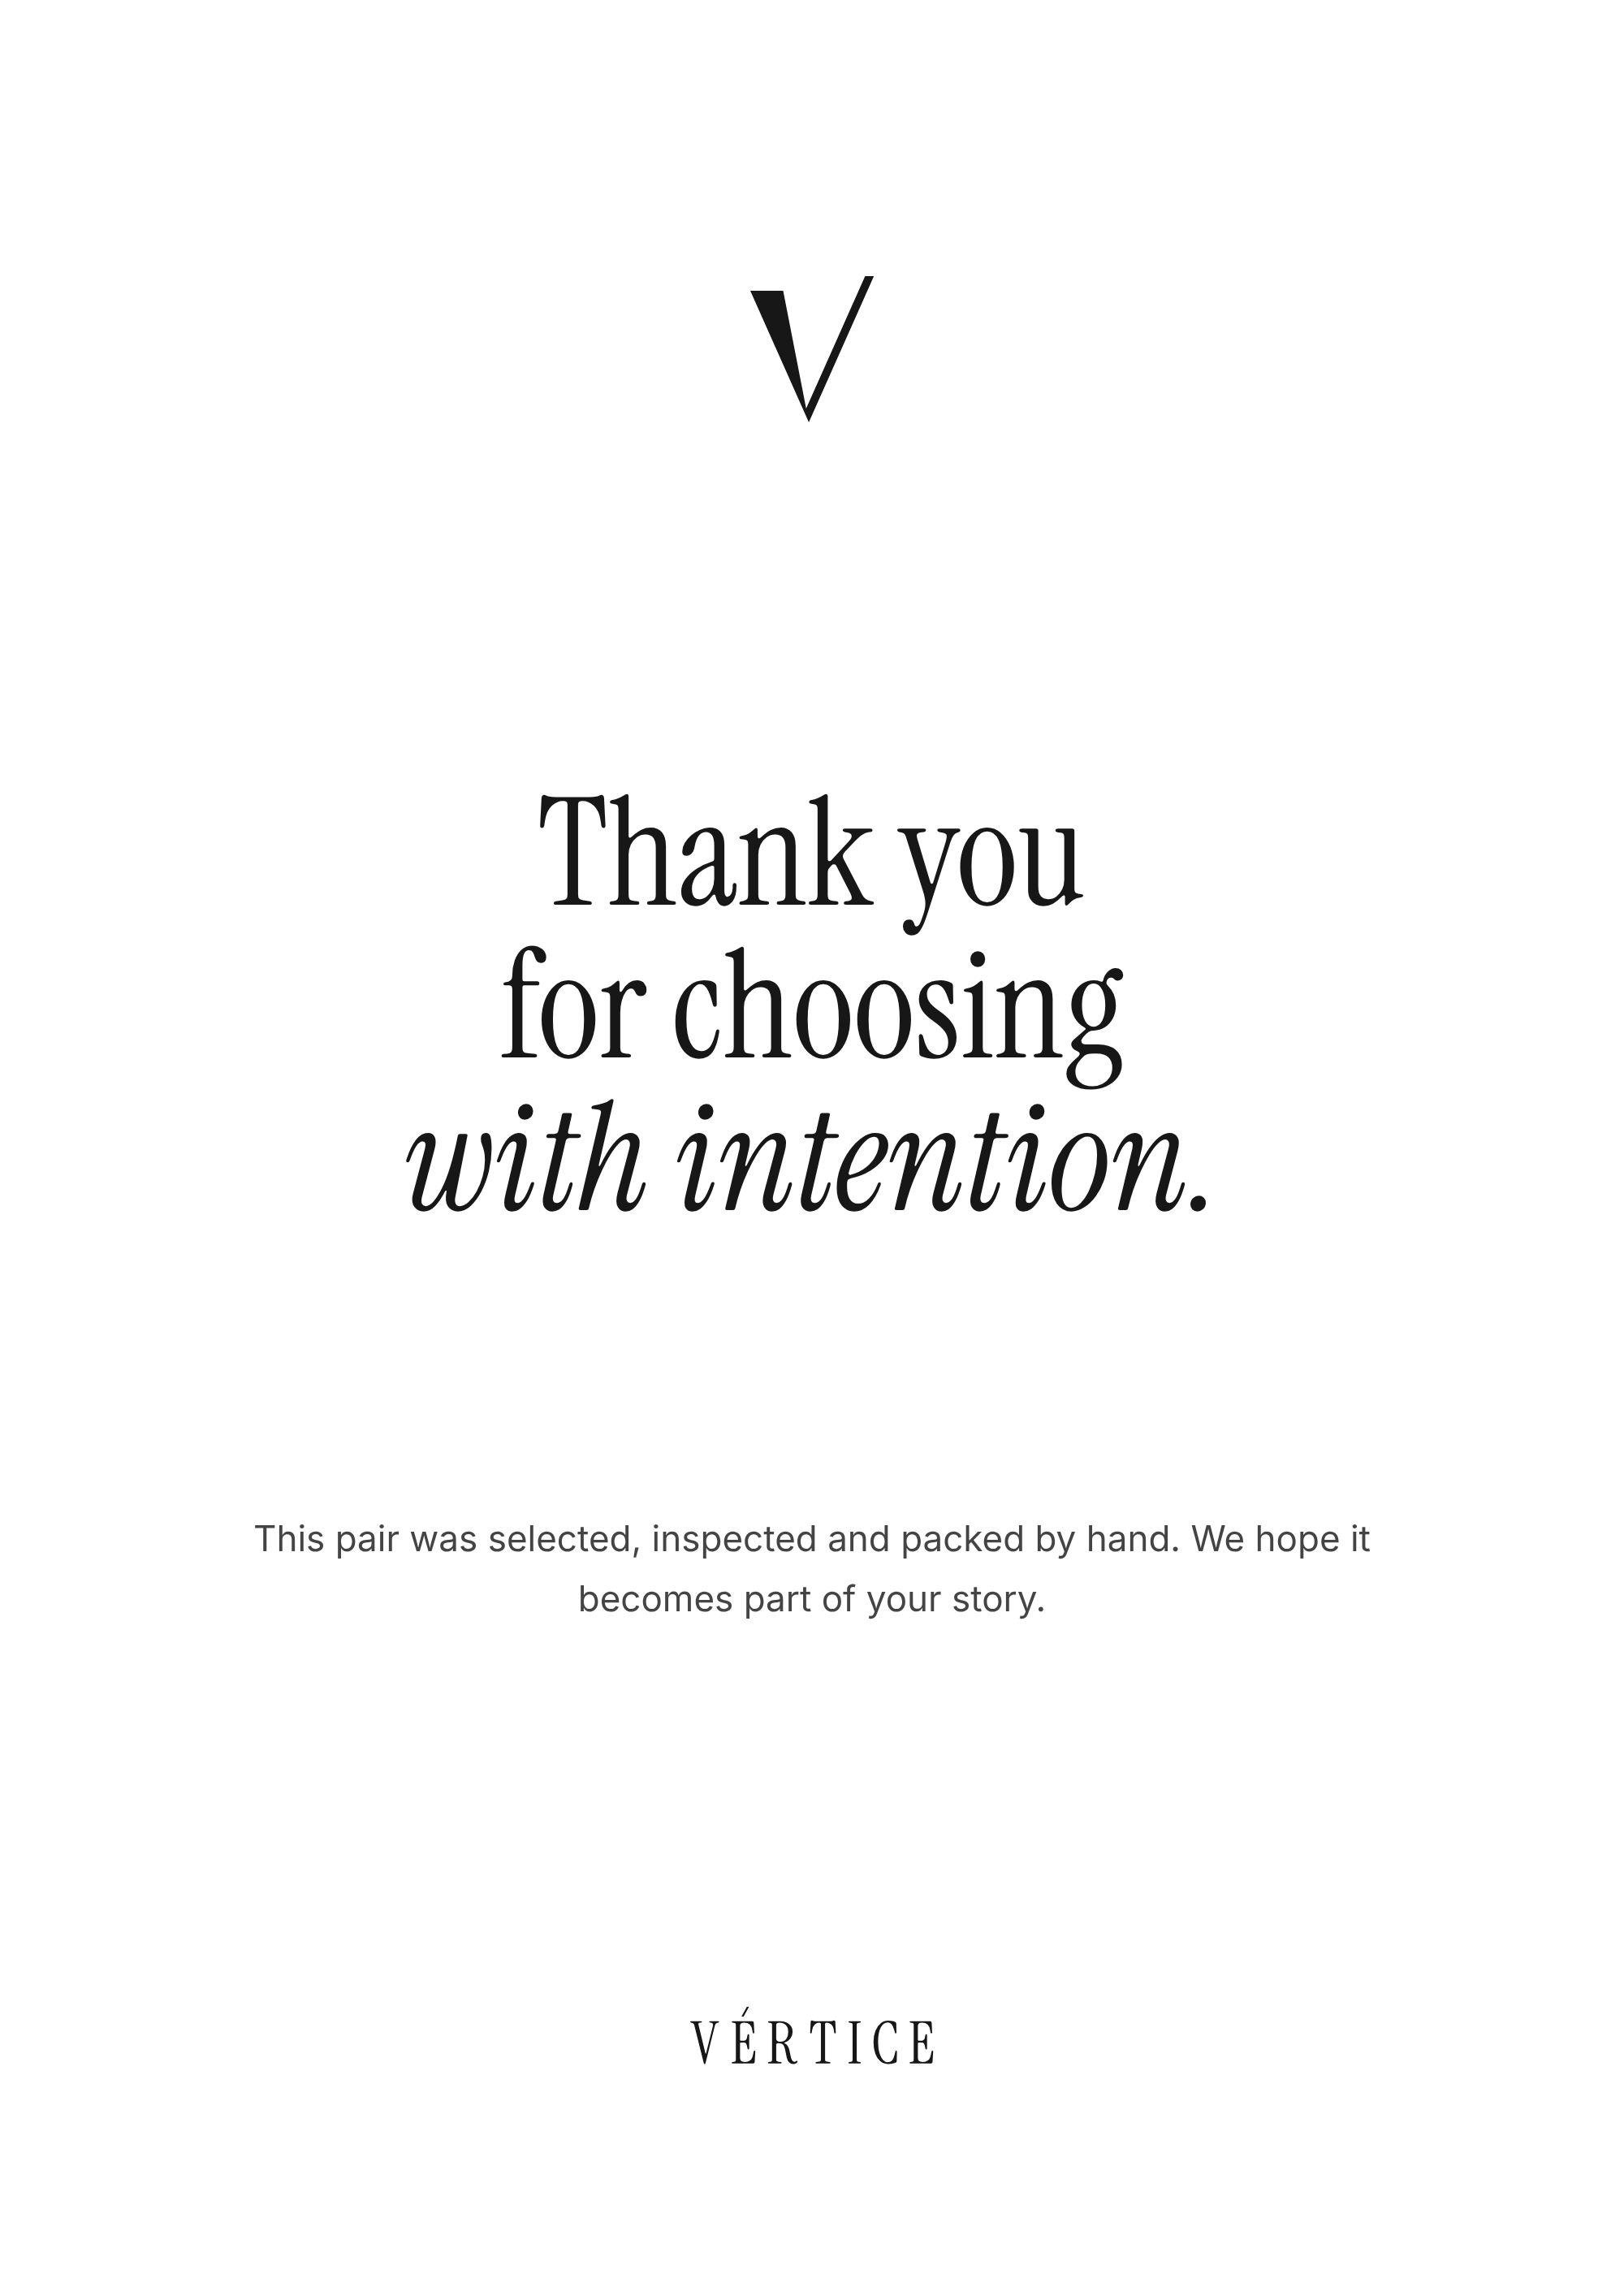 V
Thank you
for choosing
with intention.
This pair was selected, inspected and packed by hand. We hope it
becomes part of your story.
VÉRTICE